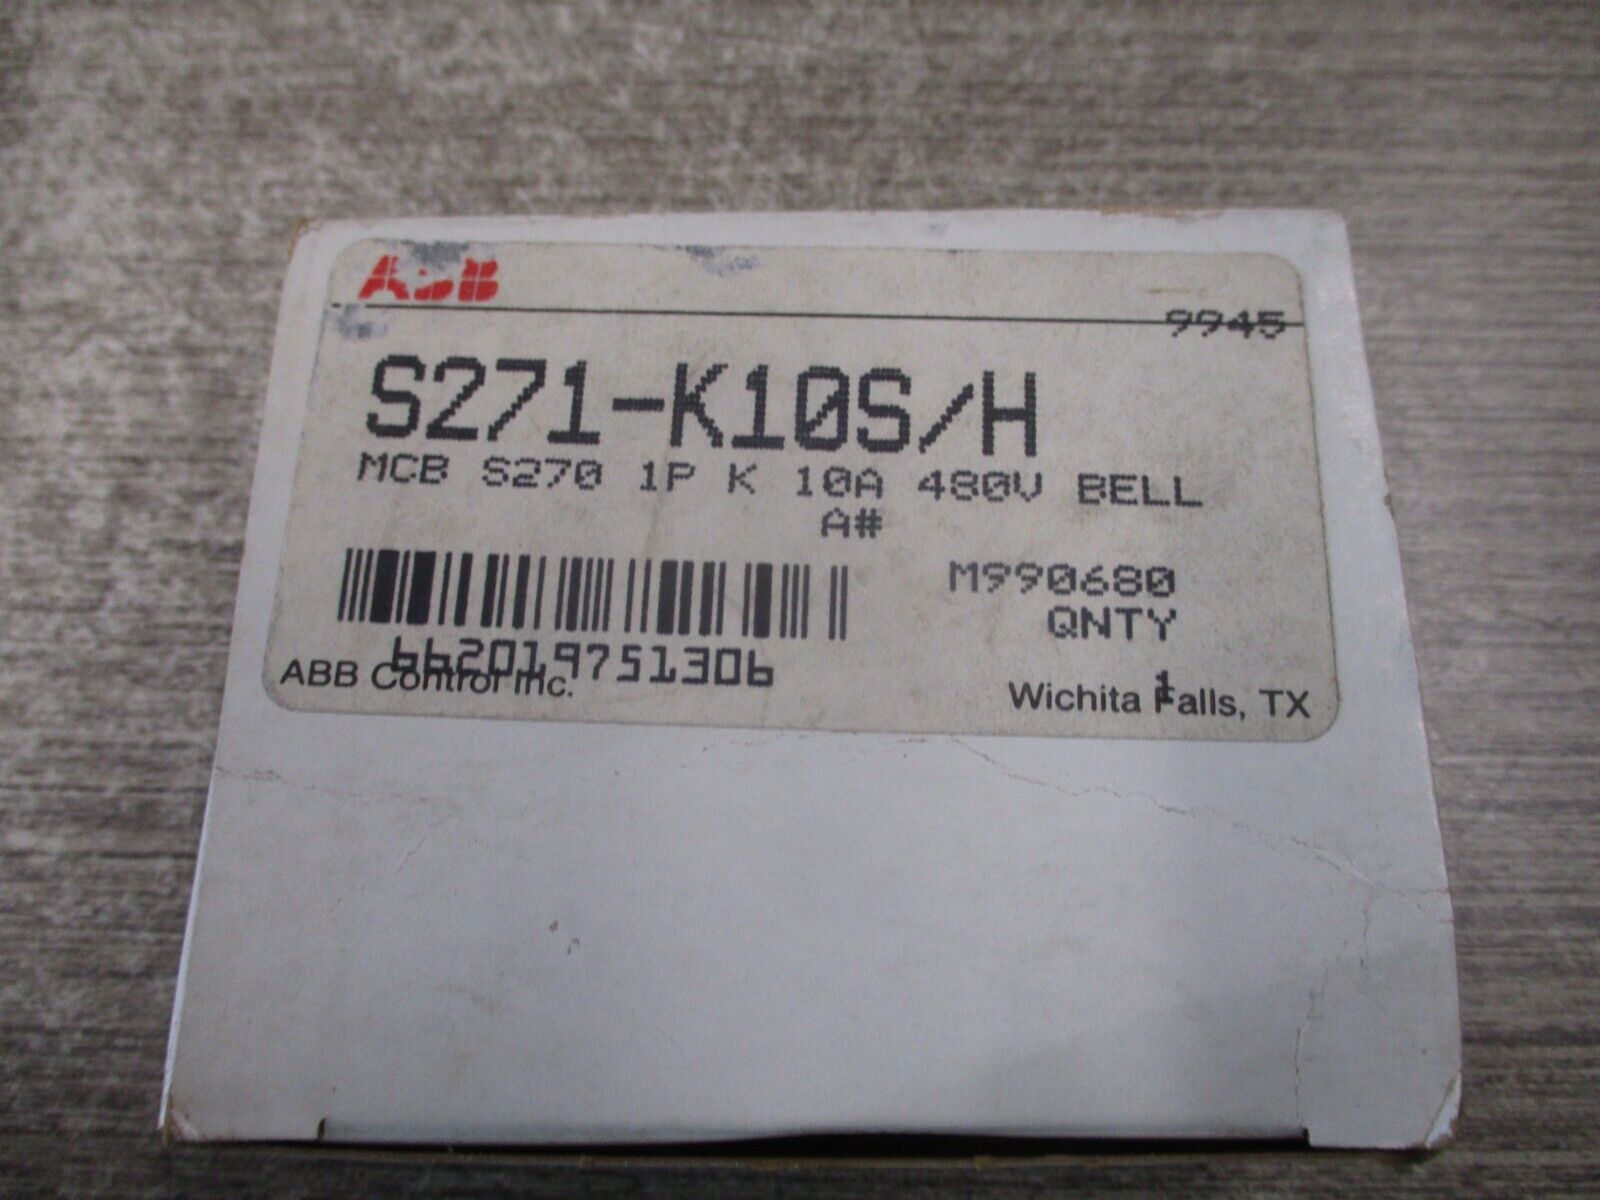 ABB
9945
S271-K10S/H
MCB S270 1P K 10A 480V BELL
A#
M990680
QNTY
662019751306
1
ABB Control Inc.
Wichita Falls, TX